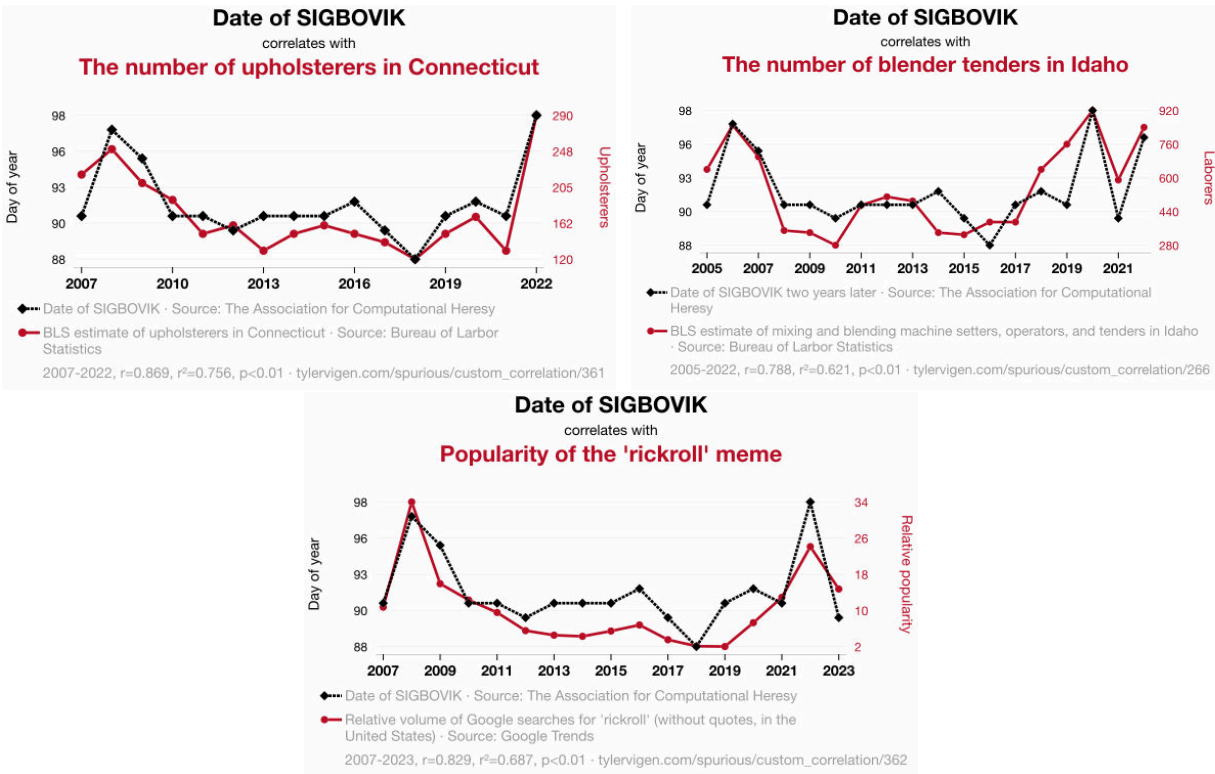 Date of SIGBOVIK
correlates with
The number of upholsterers in Connecticut
98
96
93
90
88
Day of year
290
248
205
162
120
Upholsterers
2007
2010
2013
2016
2019
2022
Date of SIGBOVIK · Source: The Association for Computational Heresy
BLS estimate of upholsterers in Connecticut · Source: Bureau of Larbor
Statistics
2007-2022, r=0.869, r²=0.756, p<0.01 · tylervigen.com/spurious/custom_correlation/361
Date of SIGBOVIK
correlates with
The number of blender tenders in Idaho
98
96
93
90
88
Day of year
920
760
600
440
280
Laborers
2005
2007
2009
2011
2013
2015
2017
2019
2021
Date of SIGBOVIK two years later · Source: The Association for Computational
Heresy
BLS estimate of mixing and blending machine setters, operators, and tenders in Idaho
· Source: Bureau of Larbor Statistics
2005-2022, r=0.788, r²=0.621, p<0.01 · tylervigen.com/spurious/custom_correlation/266
Date of SIGBOVIK
correlates with
Popularity of the 'rickroll' meme
98
96
93
90
88
Day of year
34
26
18
10
2
Relative popularity
2007
2009
2011
2013
2015
2017
2019
2021
2023
Date of SIGBOVIK · Source: The Association for Computational Heresy
Relative volume of Google searches for 'rickroll' (without quotes, in the
United States) · Source: Google Trends
2007-2023, r=0.829, r²=0.687, p<0.01 · tylervigen.com/spurious/custom_correlation/362